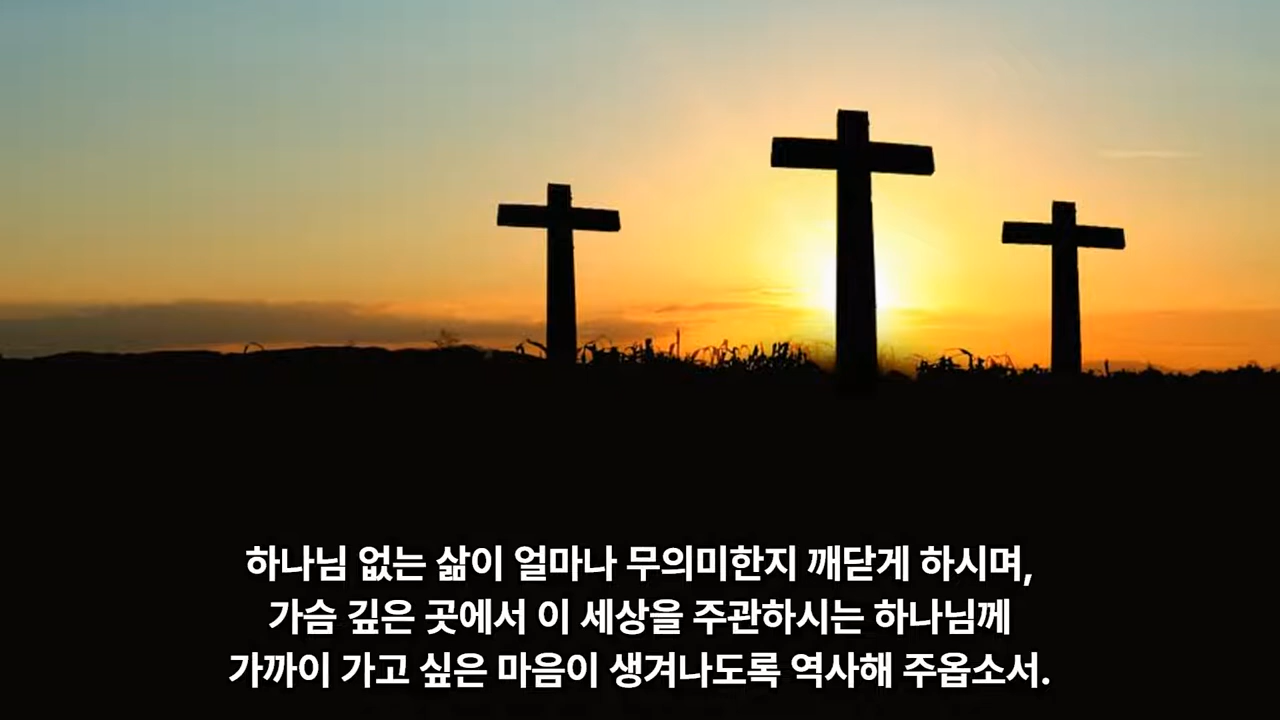 하나님 없는 삶이 얼마나 무의미한지 깨닫게 하시며,
가슴 깊은 곳에서 이 세상을 주관하시는 하나님께
가까이 가고 싶은 마음이 생겨나도록 역사해 주옵소서.